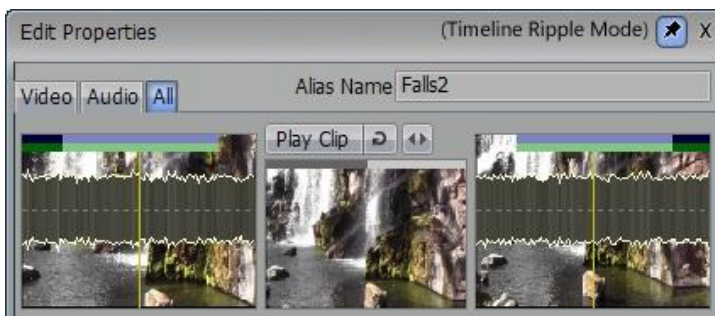 Edit Properties (Timeline Ripple Mode) X
Video Audio All Alias Name Falls2
Play Clip